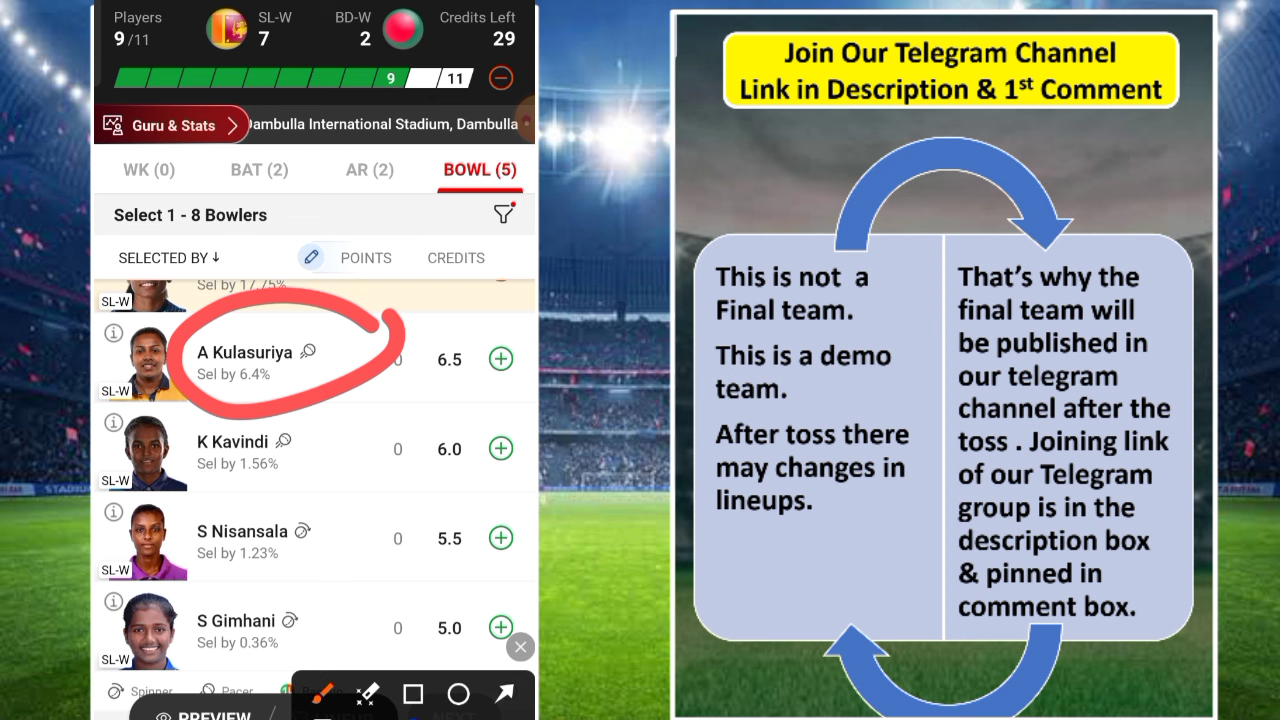 Players
SL-W
BD-W
Credits Left
9/11
7
2
29
9
11
Guru & Stats
Dambulla International Stadium, Dambulla
WK (0)
BAT (2)
AR (2)
BOWL (5)
Select 1 - 8 Bowlers
SELECTED BY
POINTS
CREDITS
Sel by 17.75%
SL-W
A Kulasuriya
Sel by 6.4%
0
6.5
SL-W
K Kavindi
Sel by 1.56%
0
6.0
SL-W
S Nisansala
Sel by 1.23%
0
5.5
SL-W
S Gimhani
Sel by 0.36%
0
5.0
SL-W
Spinner
Pacer
PREVIEW
Join Our Telegram Channel
Link in Description & 1st Comment
This is not a
Final team.
This is a demo
team.
After toss there
may changes in
lineups.
That's why the
final team will
be published in
our telegram
channel after the
toss . Joining link
of our Telegram
group is in the
description box
& pinned in
comment box.